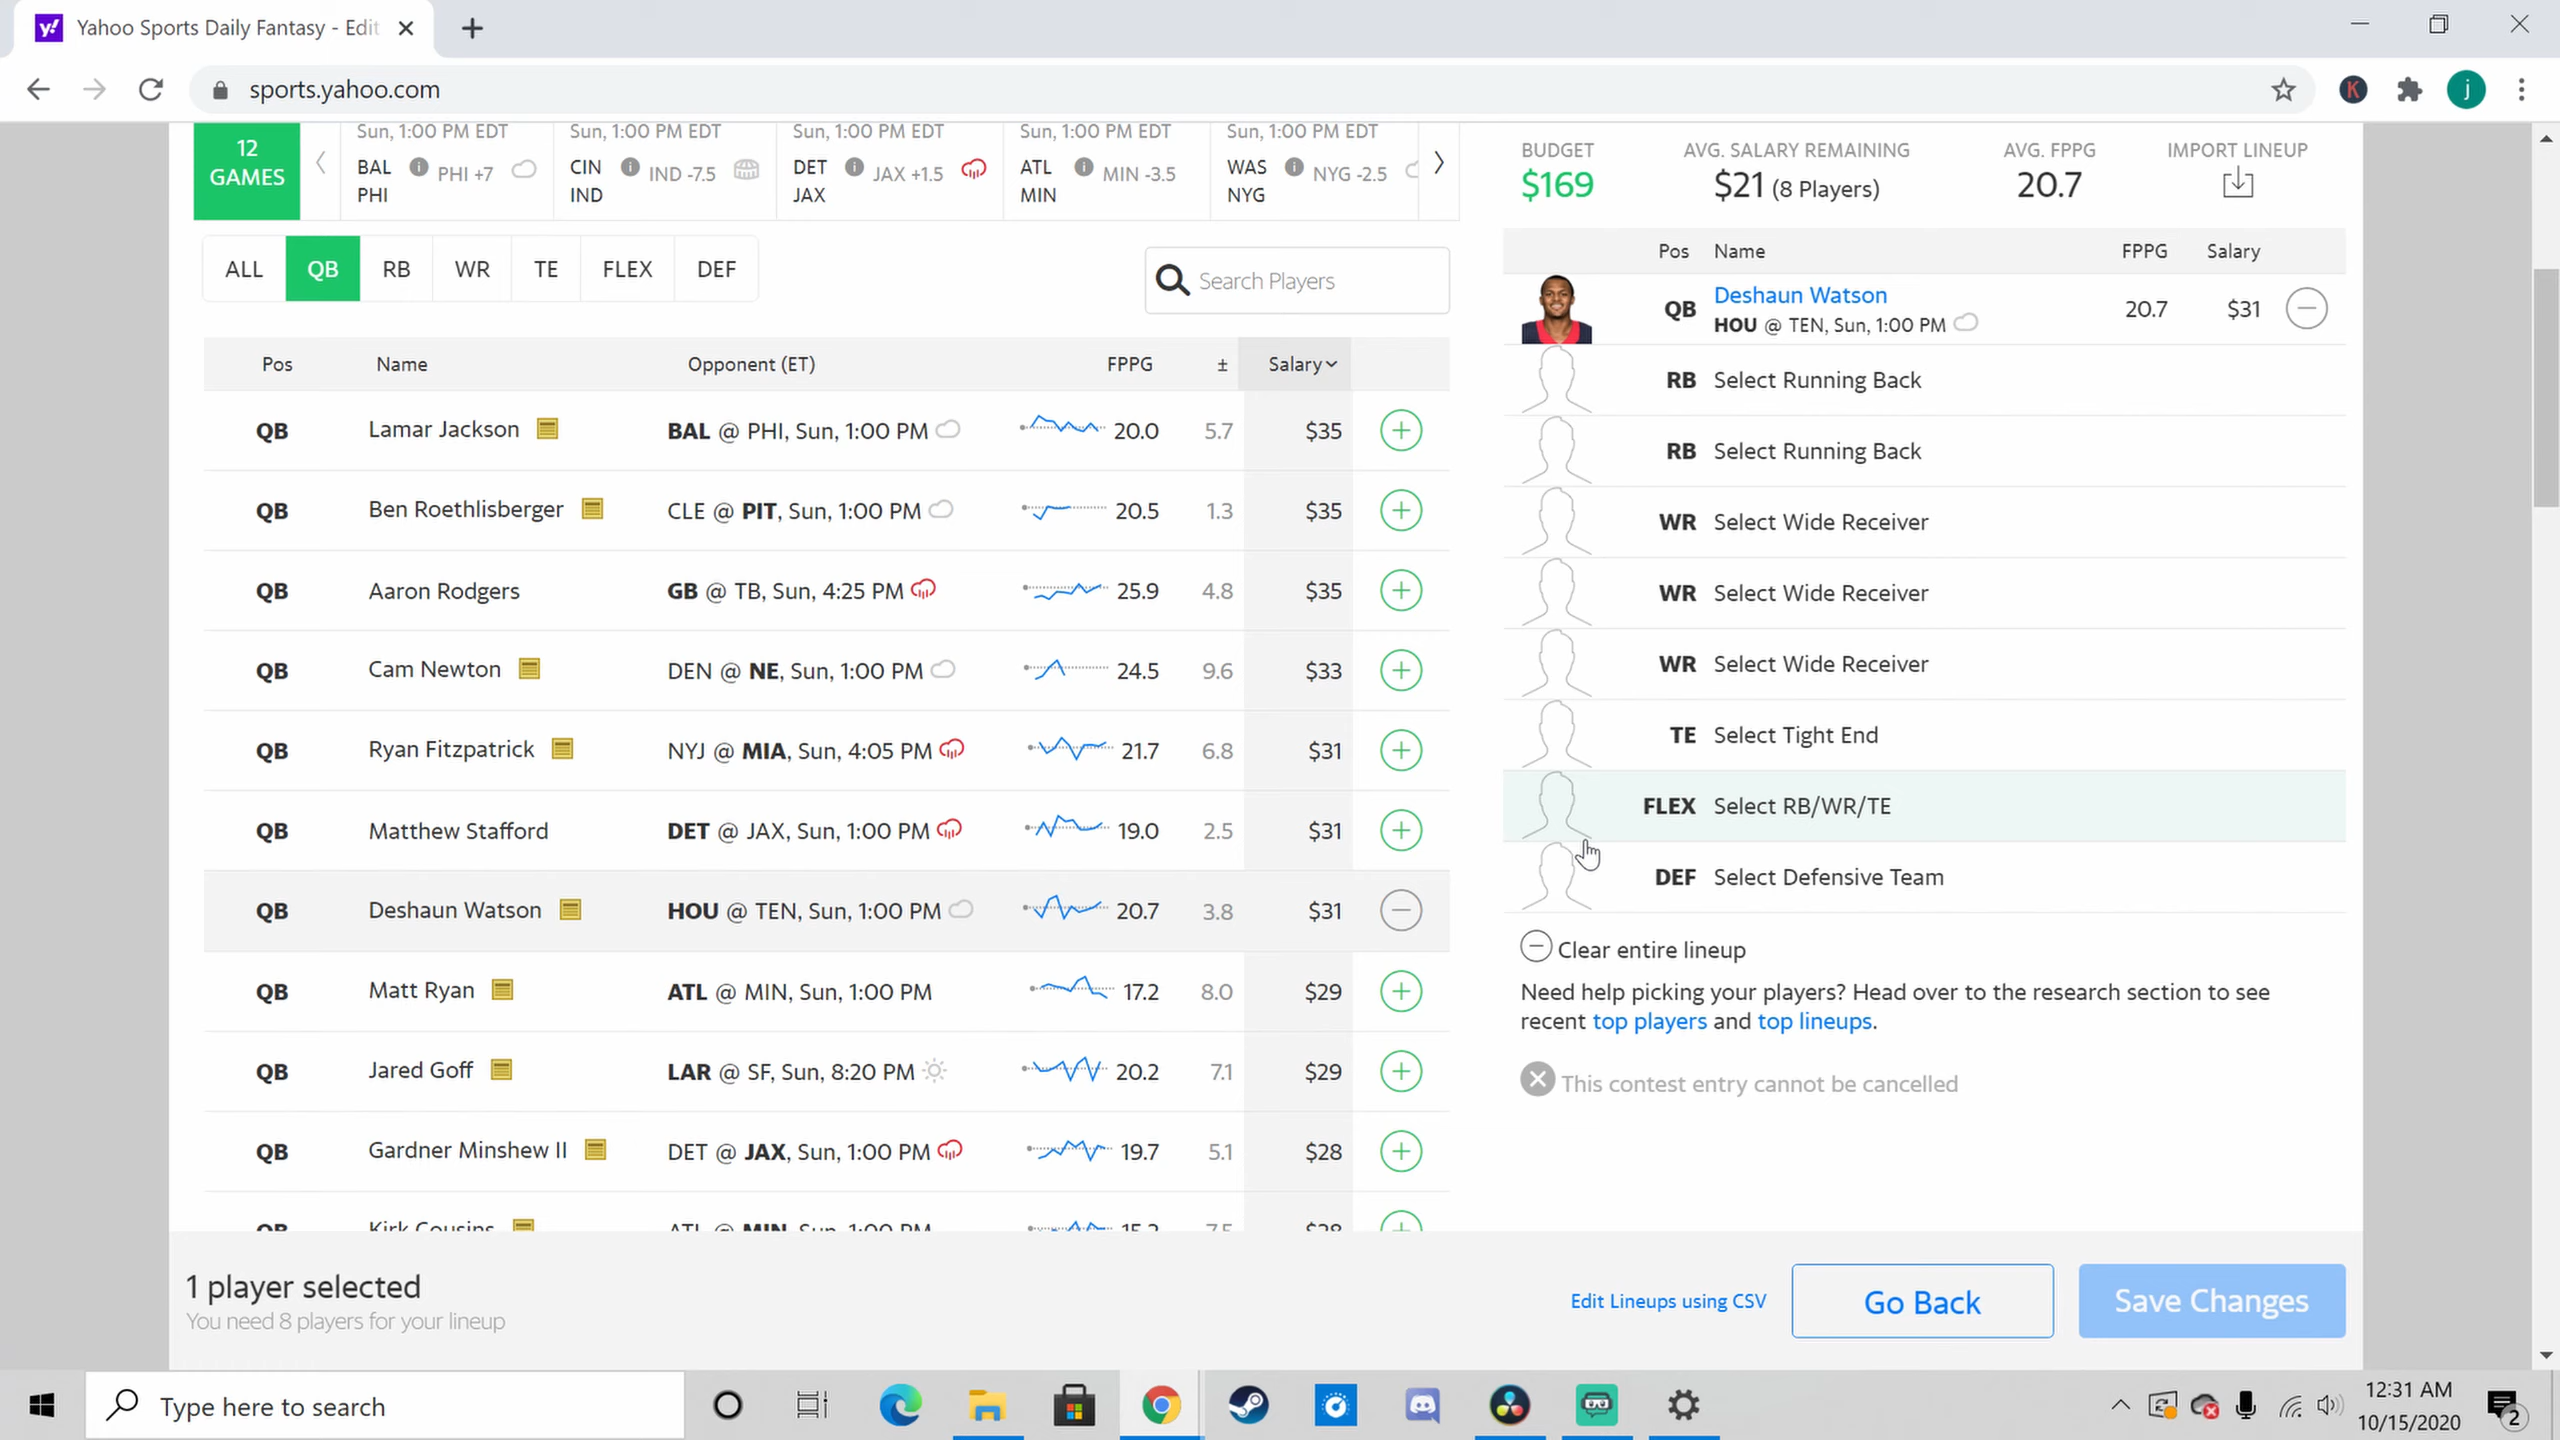 Yahoo Sports Daily Fantasy - Edit
sports.yahoo.com
12
GAMES
Sun, 1:00 PM EDT
BAL
PHI +7
PHI
Sun, 1:00 PM EDT
CIN
IND -7.5
IND
Sun, 1:00 PM EDT
DET
JAX +1.5
JAX
Sun, 1:00 PM EDT
ATL
MIN -3.5
MIN
Sun, 1:00 PM EDT
WAS
NYG -2.5
NYG
ALL QB RB WR TE FLEX DEF
Search Players
Pos Name Opponent (ET) FPPG ± Salary
QB Lamar Jackson BAL @ PHI, Sun, 1:00 PM 20.0 5.7 $35
QB Ben Roethlisberger CLE @ PIT, Sun, 1:00 PM 20.5 1.3 $35
QB Aaron Rodgers GB @ TB, Sun, 4:25 PM 25.9 4.8 $35
QB Cam Newton DEN @ NE, Sun, 1:00 PM 24.5 9.6 $33
QB Ryan Fitzpatrick NYJ @ MIA, Sun, 4:05 PM 21.7 6.8 $31
QB Matthew Stafford DET @ JAX, Sun, 1:00 PM 19.0 2.5 $31
QB Deshaun Watson HOU @ TEN, Sun, 1:00 PM 20.7 3.8 $31
QB Matt Ryan ATL @ MIN, Sun, 1:00 PM 17.2 8.0 $29
QB Jared Goff LAR @ SF, Sun, 8:20 PM 20.2 7.1 $29
QB Gardner Minshew II DET @ JAX, Sun, 1:00 PM 19.7 5.1 $28
QB Kirk Cousins ATL @ MIN, Sun, 1:00 PM 15.2 7.5 $28
BUDGET AVG. SALARY REMAINING AVG. FPPG IMPORT LINEUP
$169 $21 (8 Players) 20.7
Pos Name FPPG Salary
QB Deshaun Watson 20.7 $31
HOU @ TEN, Sun, 1:00 PM
RB Select Running Back
RB Select Running Back
WR Select Wide Receiver
WR Select Wide Receiver
WR Select Wide Receiver
TE Select Tight End
FLEX Select RB/WR/TE
DEF Select Defensive Team
Clear entire lineup
Need help picking your players? Head over to the research section to see
recent top players and top lineups.
This contest entry cannot be cancelled
1 player selected
You need 8 players for your lineup
Edit Lineups using CSV
Go Back
Save Changes
Type here to search
12:31 AM
10/15/2020
2